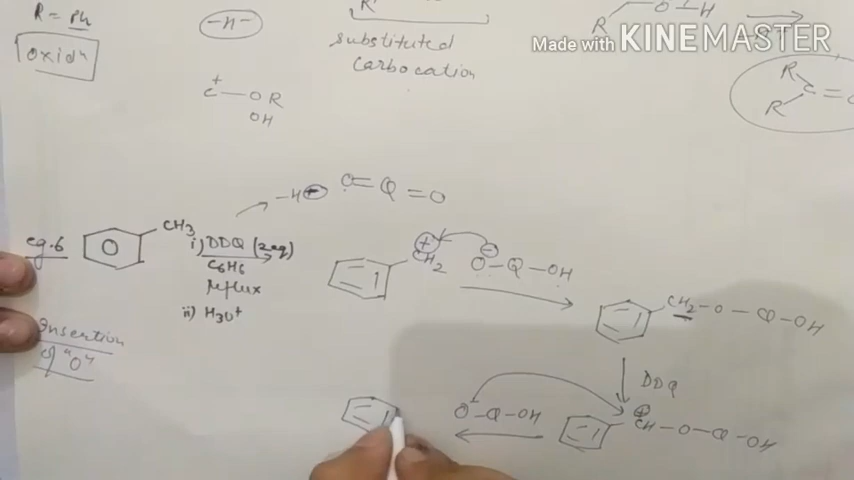 R = Ph
Oxidn
-H-
R'
substituted
carbocation
R
O-H
Made with KINEMASTER
R
R
C=
+
C-OR
OH
-H⊖ O=Q=O
eg.6
CH3
i) DDQ (2eq)
C6H6
reflux
ii) H3O+
⊕
CH2
⊖
O-Q-OH
CH2-O-Q-OH
Insertion
of "O"
DDQ
O-Q-OH
⊕
CH-O-Q-OH